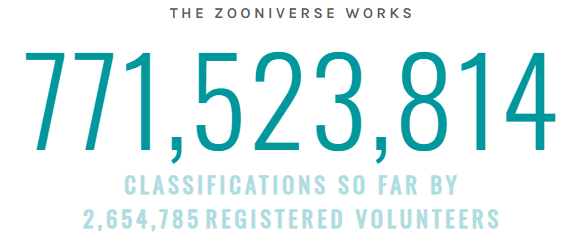 THE ZOONIVERSE WORKS
771,523,814
CLASSIFICATIONS SO FAR BY
2,654,785 REGISTERED VOLUNTEERS